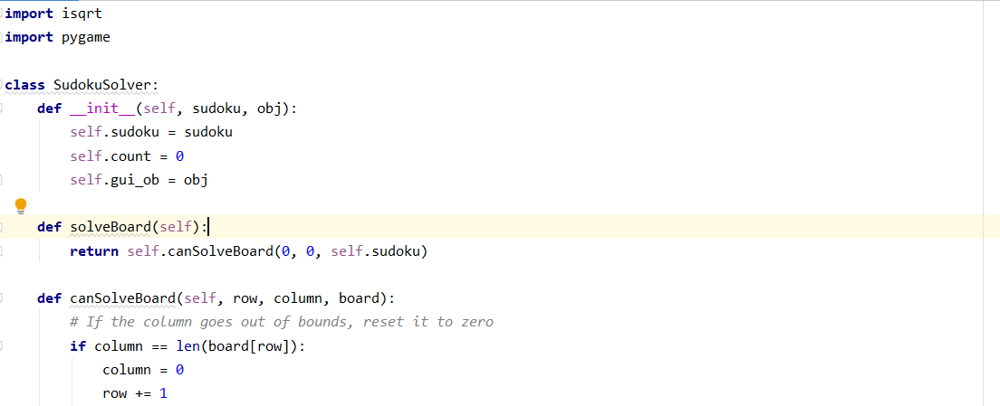 import isqrt
import pygame
class SudokuSolver:
def __init__(self, sudoku, obj):
self.sudoku = sudoku
self.count = 0
self.gui_ob = obj
def solveBoard(self):
return self.canSolveBoard(0, 0, self.sudoku)
def canSolveBoard(self, row, column, board):
# If the column goes out of bounds, reset it to zero
if column == len(board[row]):
column = 0
row += 1